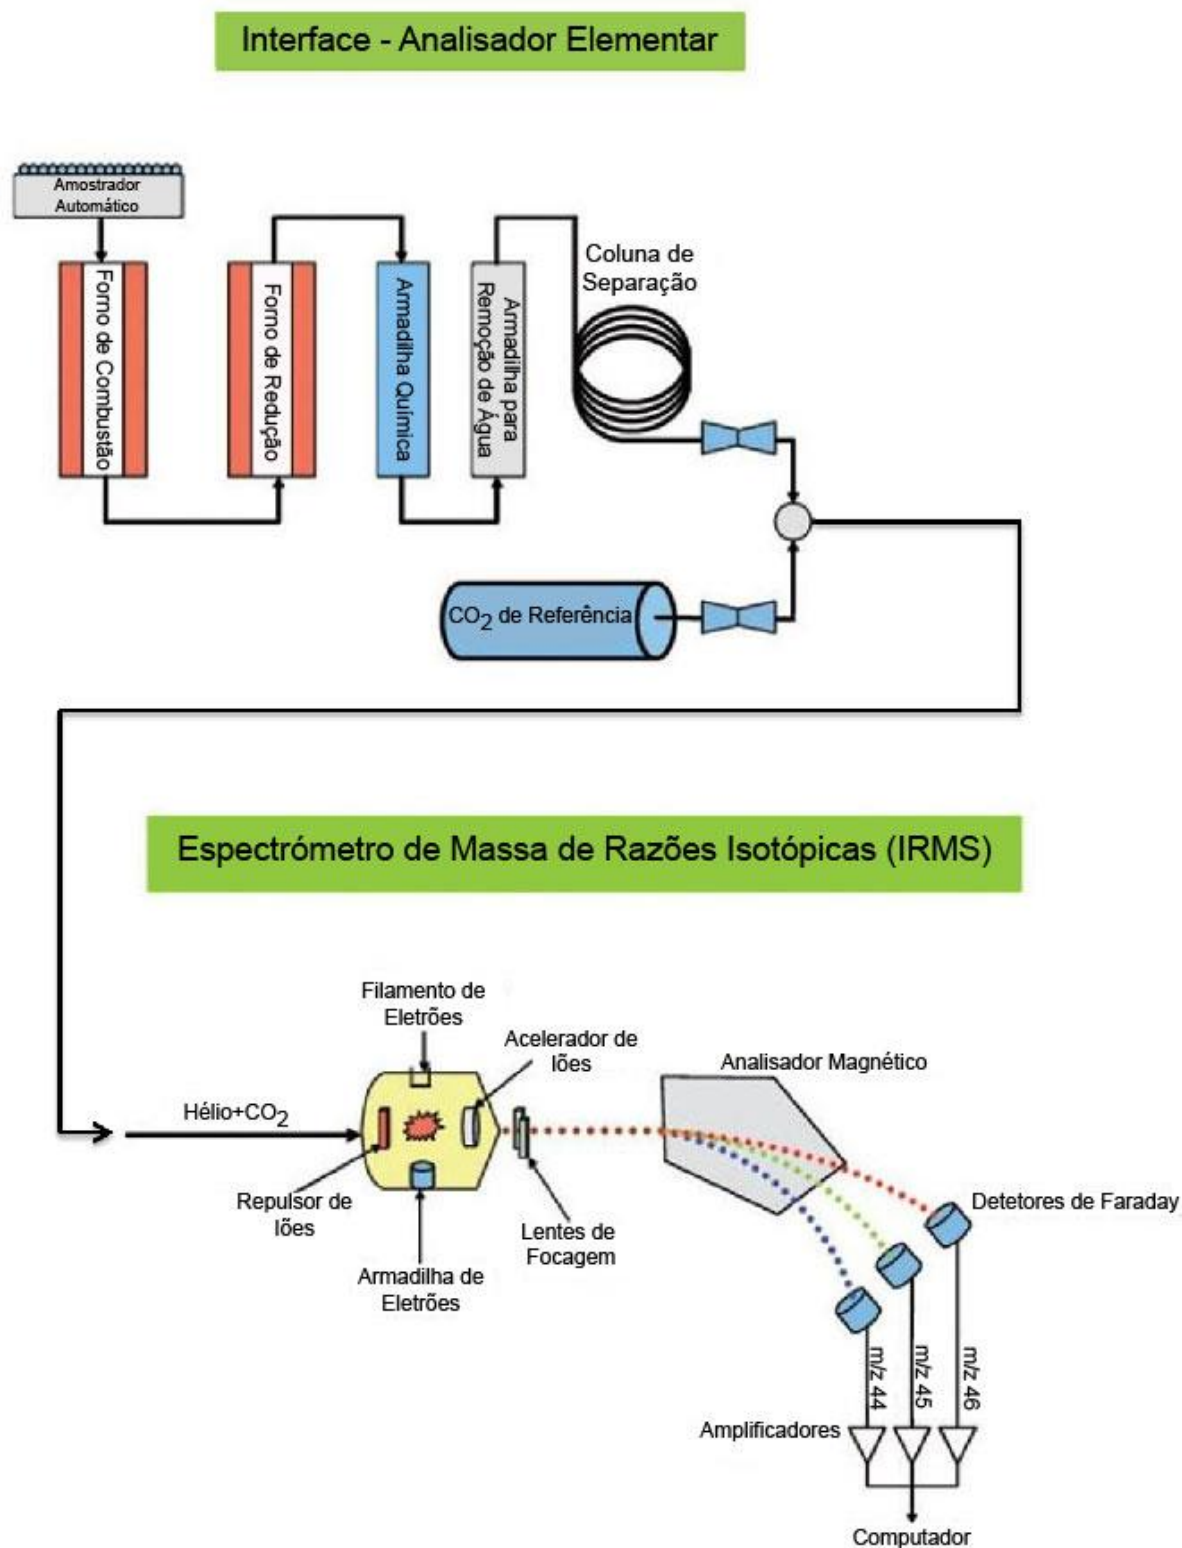 Interface - Analisador Elementar
Amostrador
Automático
Forno de Combustão
Forno de Redução
Armadilha Química
Armadilha para
Remoção de Água
Coluna de
Separação
CO2 de Referência
Espectrómetro de Massa de Razões Isotópicas (IRMS)
Filamento de
Eletrões
Acelerador de
Iões
Analisador Magnético
Hélio+CO2
Repulsor de
Iões
Lentes de
Focagem
Detetores de Faraday
Armadilha de
Eletrões
m/z 44
m/z 45
m/z 46
Amplificadores
Computador